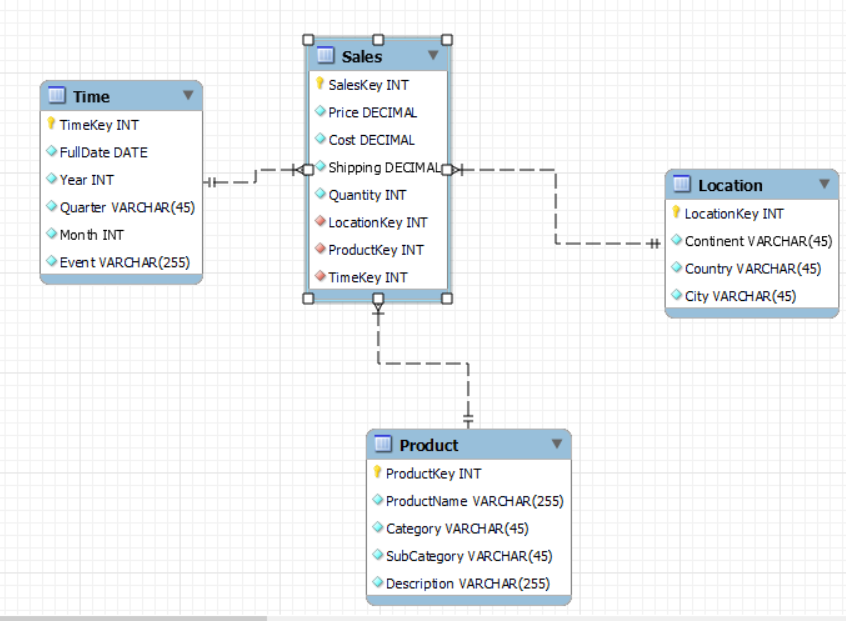 Sales
SalesKey INT
Price DECIMAL
Cost DECIMAL
Shipping DECIMAL
Quantity INT
LocationKey INT
ProductKey INT
TimeKey INT
Time
TimeKey INT
FullDate DATE
Year INT
Quarter VARCHAR(45)
Month INT
Event VARCHAR(255)
Location
LocationKey INT
Continent VARCHAR(45)
Country VARCHAR(45)
City VARCHAR(45)
Product
ProductKey INT
ProductName VARCHAR(255)
Category VARCHAR(45)
SubCategory VARCHAR(45)
Description VARCHAR(255)